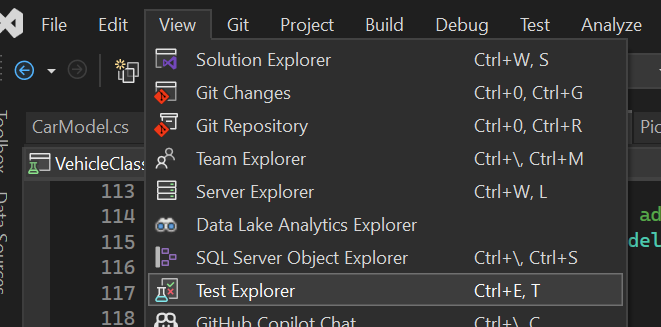 File Edit View Git Project Build Debug Test Analyze
Solution Explorer Ctrl+W, S
Git Changes Ctrl+0, Ctrl+G
Git Repository Ctrl+0, Ctrl+R
CarModel.cs
Team Explorer Ctrl+\, Ctrl+M
VehicleClass
Server Explorer Ctrl+W, L
113
Data Lake Analytics Explorer
114 ad
115 del
SQL Server Object Explorer Ctrl+\, Ctrl+S
116
Test Explorer Ctrl+E, T
117
118
GitHub Copilot Chat Ctrl+\, C
Toolbox
Data Sources
Pic